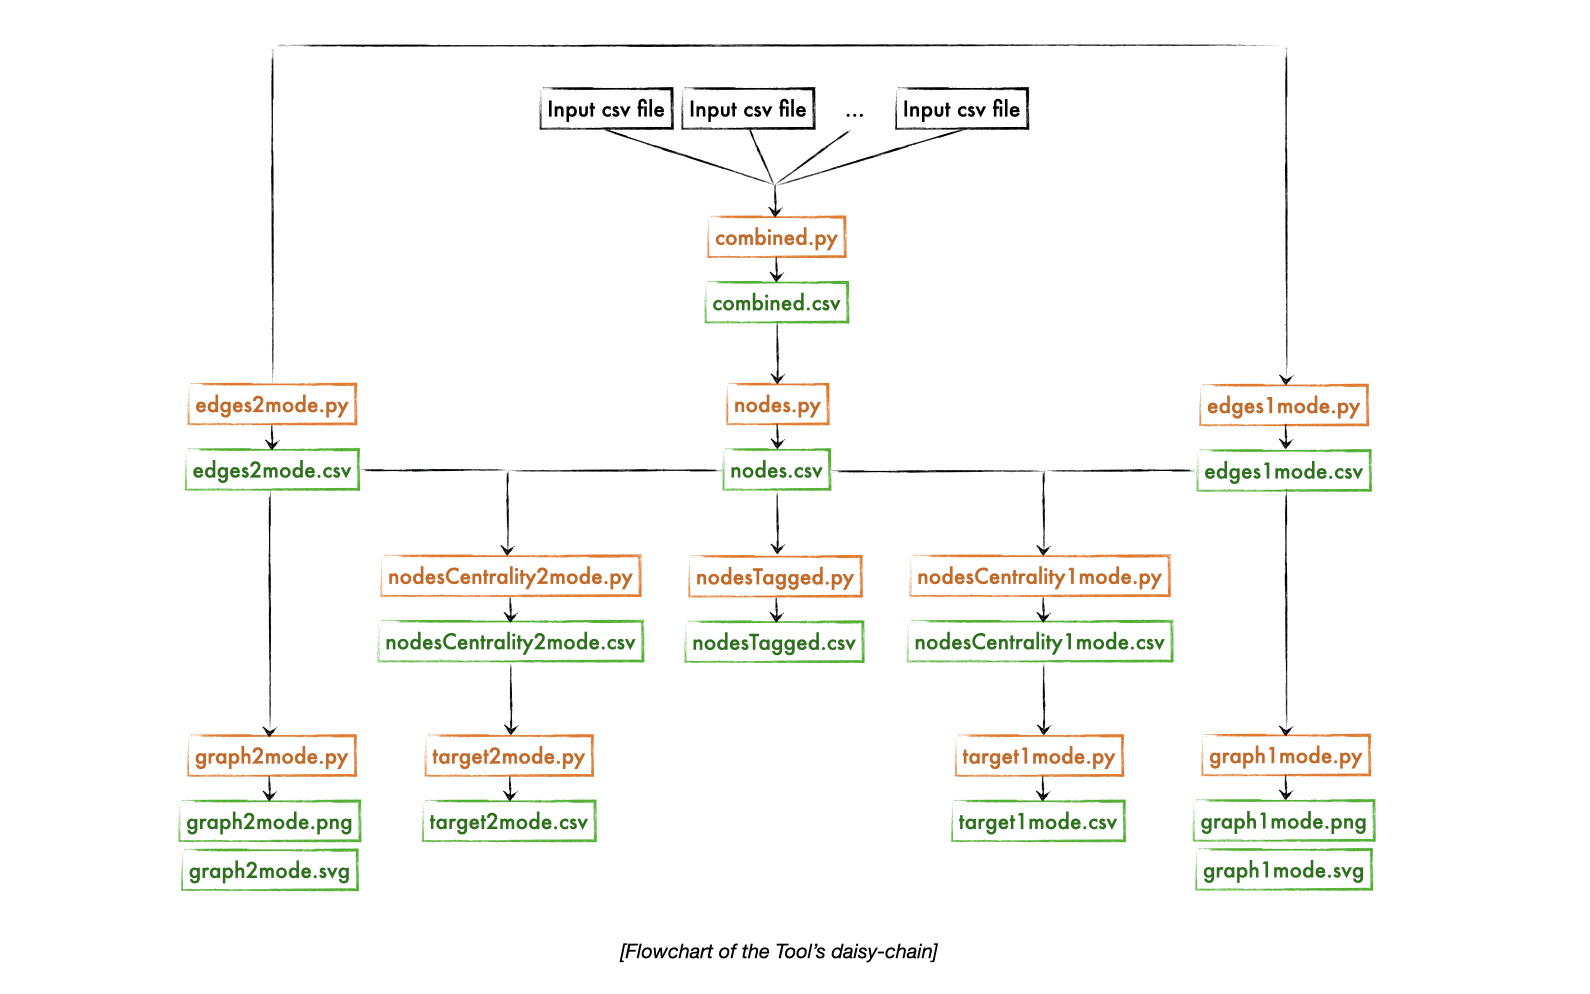 Input csv file
Input csv file
...
Input csv file
combined.py
combined.csv
edges2mode.py
nodes.py
edges1mode.py
edges2mode.csv
nodes.csv
edges1mode.csv
nodesCentrality2mode.py
nodesTagged.py
nodesCentrality1mode.py
nodesCentrality2mode.csv
nodesTagged.csv
nodesCentrality1mode.csv
graph2mode.py
target2mode.py
target1mode.py
graph1mode.py
graph2mode.png
target2mode.csv
target1mode.csv
graph1mode.png
graph2mode.svg
graph1mode.svg
[Flowchart of the Tool’s daisy-chain]